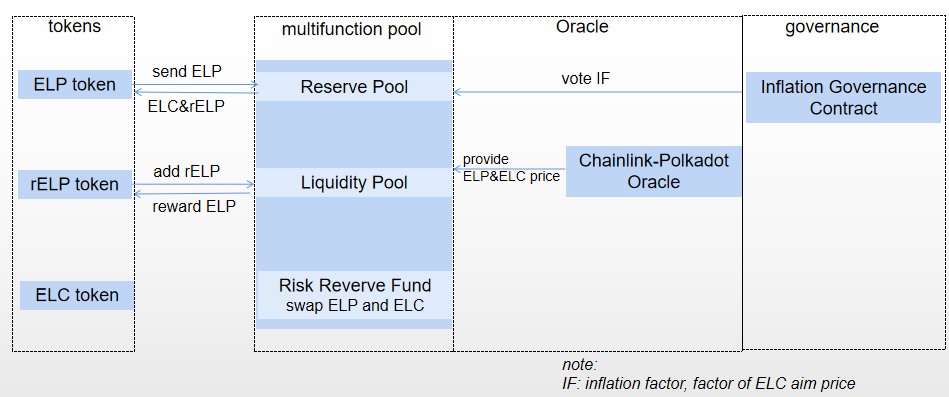 tokens
multifunction pool
Oracle
governance
ELP token
send ELP
ELC&rELP
Reserve Pool
vote IF
Inflation Governance
Contract
rELP token
add rELP
reward ELP
Liquidity Pool
provide
ELP&ELC price
Chainlink-Polkadot
Oracle
ELC token
Risk Reverve Fund
swap ELP and ELC
note:
IF: inflation factor, factor of ELC aim price